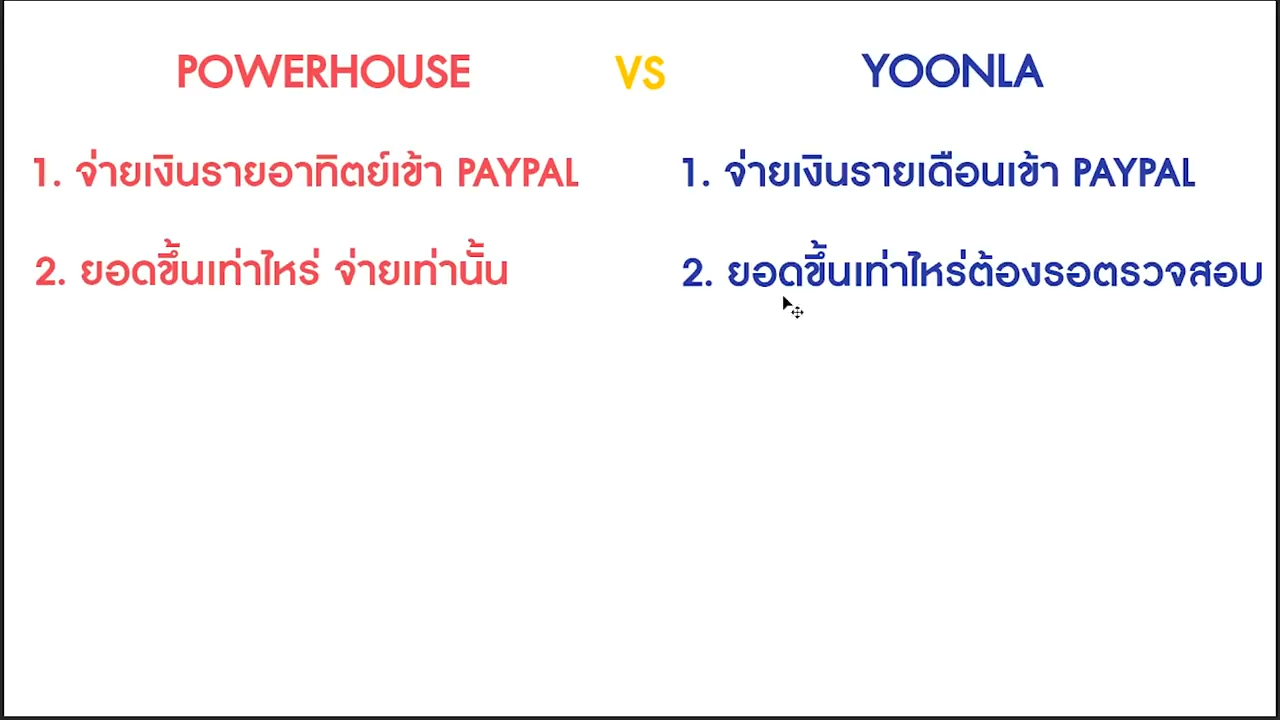 POWERHOUSE VS YOONLA
1. จ่ายเงินรายอาทิตย์เข้า PAYPAL
2. ยอดขึ้นเท่าไหร่ จ่ายเท่านั้น
1. จ่ายเงินรายเดือนเข้า PAYPAL
2. ยอดขึ้นเท่าไหร่ต้องรอตรวจสอบ